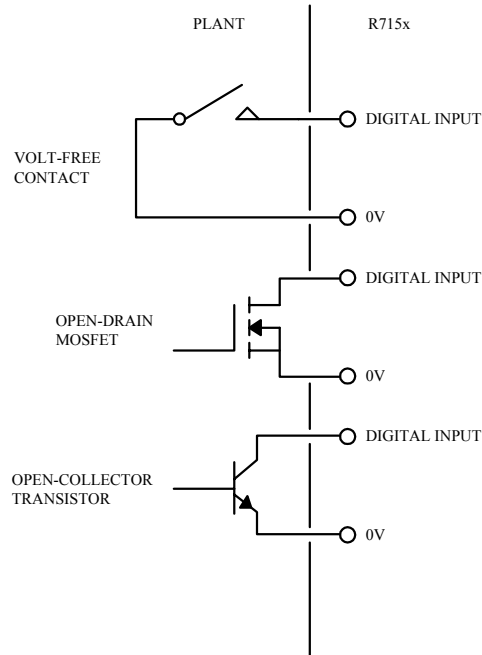 PLANT
R715x
DIGITAL INPUT
VOLT-FREE
CONTACT
0V
DIGITAL INPUT
OPEN-DRAIN
MOSFET
0V
DIGITAL INPUT
OPEN-COLLECTOR
TRANSISTOR
0V